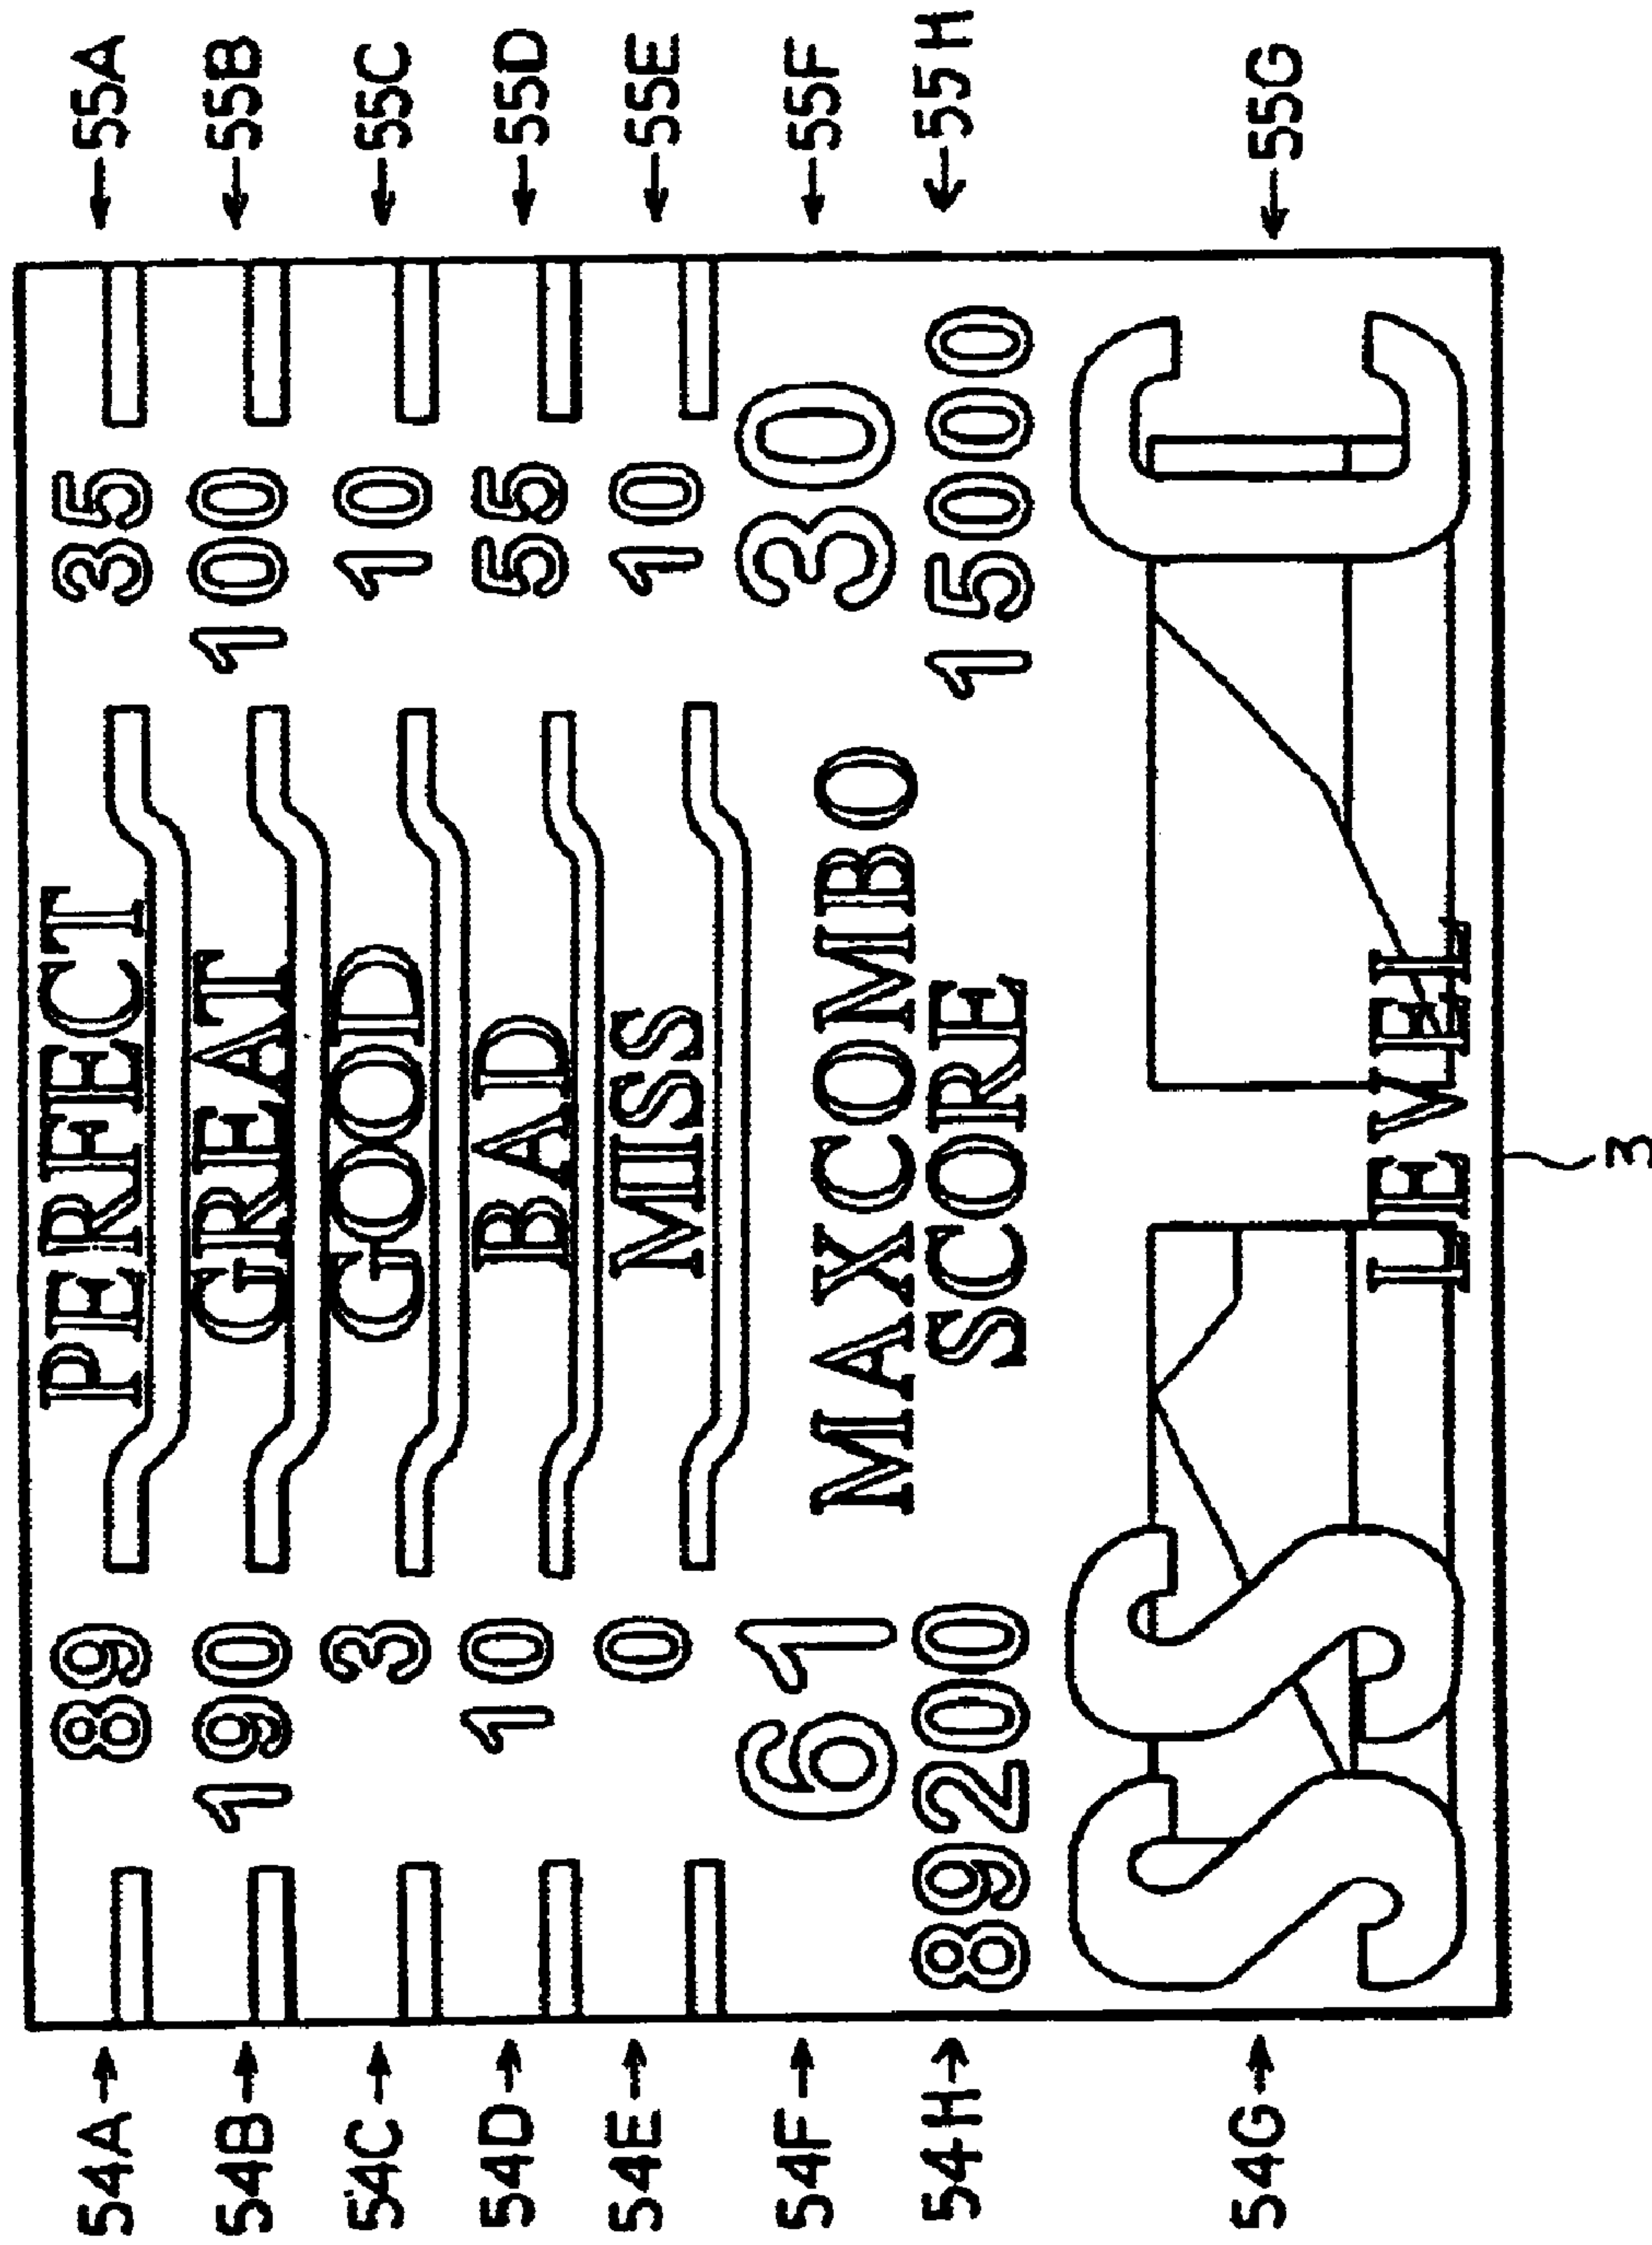 54A→ 89 PERFECT 35 ←55A
54B→ 190 GREAT 100 ←55B
54C→ 3 GOOD 10 ←55C
54D→ 10 BAD 55 ←55D
54E→ 0 MISS 10 ←55E
54F→ 61 MAXCOMBO 30 ←55F
54H→ 89200 SCORE 15000 ←55H
54G→ SS LEVEL C ←55G
3